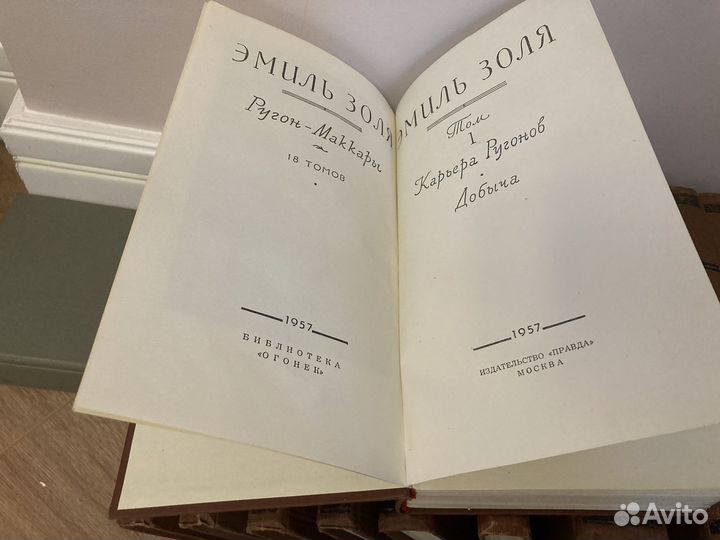 ЭМИЛЬ ЗОЛЯ
Ругон-Маккары
18 ТОМОВ
1957
БИБЛИОТЕКА
«ОГОНЕК»
ЭМИЛЬ ЗОЛЯ
Том
1
Карьера Ругонов
Добыча
1957
ИЗДАТЕЛЬСТВО «ПРАВДА»
МОСКВА
Avito